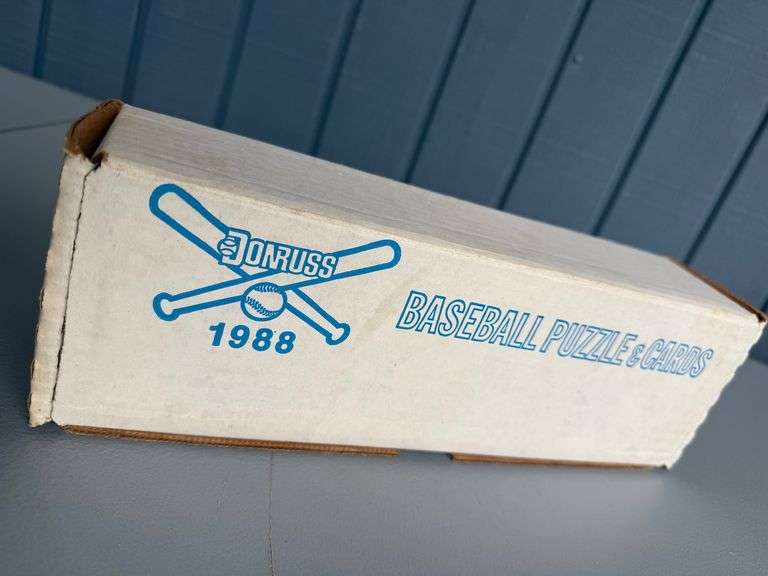 DONRUSS
1988
BASEBALL PUZZLE & CARDS